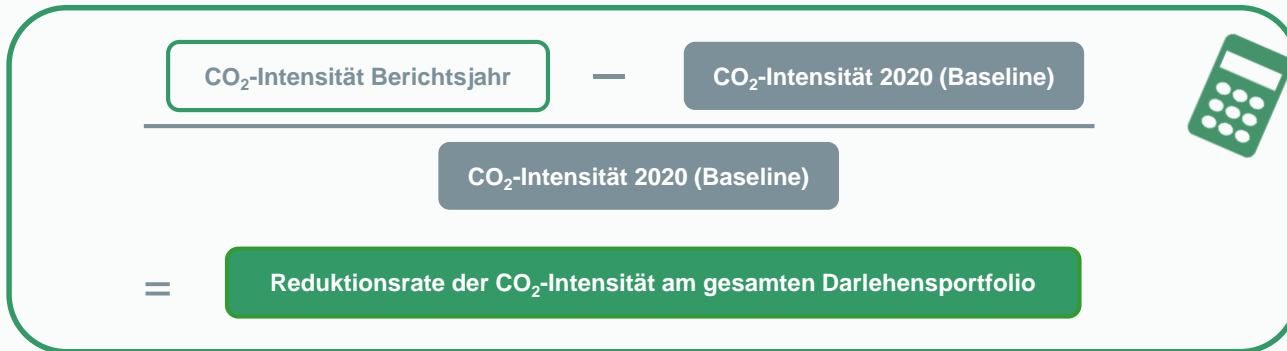 CO₂-Intensität Berichtsjahr — CO₂-Intensität 2020 (Baseline)
CO₂-Intensität 2020 (Baseline)
= Reduktionsrate der CO₂-Intensität am gesamten Darlehensportfolio